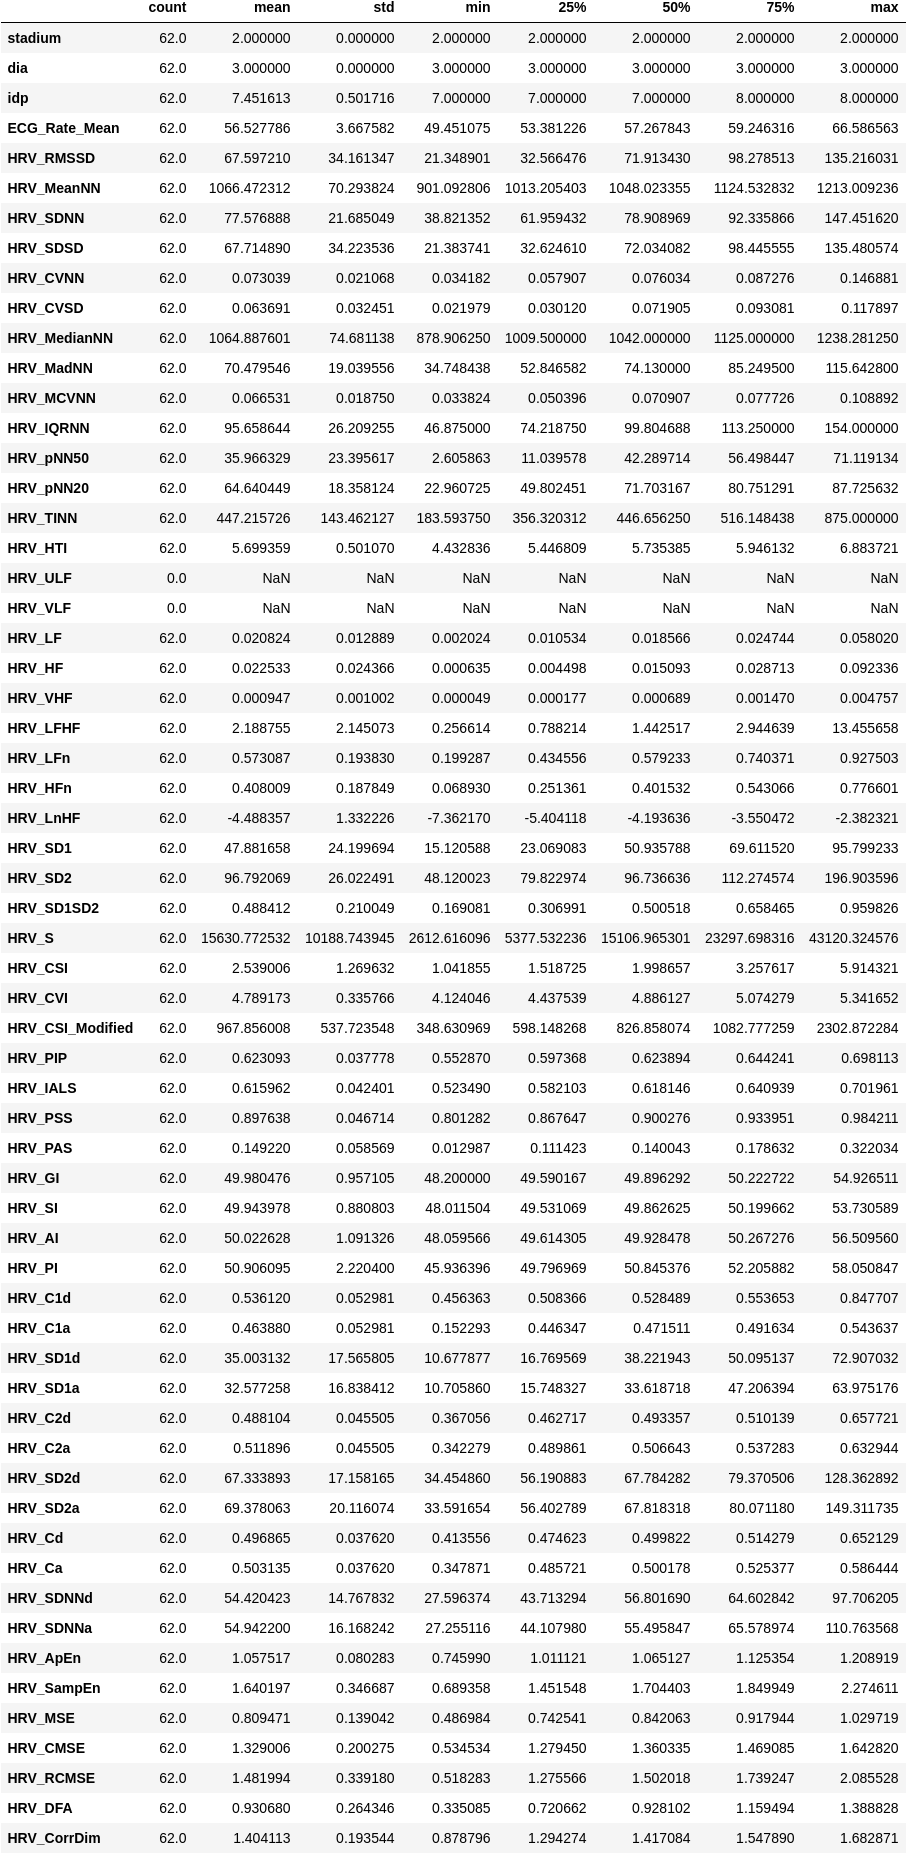 count mean std min 25% 50% 75% max
stadium 62.0 2.000000 0.000000 2.000000 2.000000 2.000000 2.000000 2.000000
dia 62.0 3.000000 0.000000 3.000000 3.000000 3.000000 3.000000 3.000000
idp 62.0 7.451613 0.501716 7.000000 7.000000 7.000000 8.000000 8.000000
ECG_Rate_Mean 62.0 56.527786 3.667582 49.451075 53.381226 57.267843 59.246316 66.586563
HRV_RMSSD 62.0 67.597210 34.161347 21.348901 32.566476 71.913430 98.278513 135.216031
HRV_MeanNN 62.0 1066.472312 70.293824 901.092806 1013.205403 1048.023355 1124.532832 1213.009236
HRV_SDNN 62.0 77.576888 21.685049 38.821352 61.959432 78.908969 92.335866 147.451620
HRV_SDSD 62.0 67.714890 34.223536 21.383741 32.624610 72.034082 98.445555 135.480574
HRV_CVNN 62.0 0.073039 0.021068 0.034182 0.057907 0.076034 0.087276 0.146881
HRV_CVSD 62.0 0.063691 0.032451 0.021979 0.030120 0.071905 0.093081 0.117897
HRV_MedianNN 62.0 1064.887601 74.681138 878.906250 1009.500000 1042.000000 1125.000000 1238.281250
HRV_MadNN 62.0 70.479546 19.039556 34.748438 52.846582 74.130000 85.249500 115.642800
HRV_MCVNN 62.0 0.066531 0.018750 0.033824 0.050396 0.070907 0.077726 0.108892
HRV_IQRNN 62.0 95.658644 26.209255 46.875000 74.218750 99.804688 113.250000 154.000000
HRV_pNN50 62.0 35.966329 23.395617 2.605863 11.039578 42.289714 56.498447 71.119134
HRV_pNN20 62.0 64.640449 18.358124 22.960725 49.802451 71.703167 80.751291 87.725632
HRV_TINN 62.0 447.215726 143.462127 183.593750 356.320312 446.656250 516.148438 875.000000
HRV_HTI 62.0 5.699359 0.501070 4.432836 5.446809 5.735385 5.946132 6.883721
HRV_ULF 0.0 NaN NaN NaN NaN NaN NaN NaN
HRV_VLF 0.0 NaN NaN NaN NaN NaN NaN NaN
HRV_LF 62.0 0.020824 0.012889 0.002024 0.010534 0.018566 0.024744 0.058020
HRV_HF 62.0 0.022533 0.024366 0.000635 0.004498 0.015093 0.028713 0.092336
HRV_VHF 62.0 0.000947 0.001002 0.000049 0.000177 0.000689 0.001470 0.004757
HRV_LFHF 62.0 2.188755 2.145073 0.256614 0.788214 1.442517 2.944639 13.455658
HRV_LFn 62.0 0.573087 0.193830 0.199287 0.434556 0.579233 0.740371 0.927503
HRV_HFn 62.0 0.408009 0.187849 0.068930 0.251361 0.401532 0.543066 0.776601
HRV_LnHF 62.0 -4.488357 1.332226 -7.362170 -5.404118 -4.193636 -3.550472 -2.382321
HRV_SD1 62.0 47.881658 24.199694 15.120588 23.069083 50.935788 69.611520 95.799233
HRV_SD2 62.0 96.792069 26.022491 48.120023 79.822974 96.736636 112.274574 196.903596
HRV_SD1SD2 62.0 0.488412 0.210049 0.169081 0.306991 0.500518 0.658465 0.959826
HRV_S 62.0 15630.772532 10188.743945 2612.616096 5377.532236 15106.965301 23297.698316 43120.324576
HRV_CSI 62.0 2.539006 1.269632 1.041855 1.518725 1.998657 3.257617 5.914321
HRV_CVI 62.0 4.789173 0.335766 4.124046 4.437539 4.886127 5.074279 5.341652
HRV_CSI_Modified 62.0 967.856008 537.723548 348.630969 598.148268 826.858074 1082.777259 2302.872284
HRV_PIP 62.0 0.623093 0.037778 0.552870 0.597368 0.623894 0.644241 0.698113
HRV_IALS 62.0 0.615962 0.042401 0.523490 0.582103 0.618146 0.640939 0.701961
HRV_PSS 62.0 0.897638 0.046714 0.801282 0.867647 0.900276 0.933951 0.984211
HRV_PAS 62.0 0.149220 0.058569 0.012987 0.111423 0.140043 0.178632 0.322034
HRV_GI 62.0 49.980476 0.957105 48.200000 49.590167 49.896292 50.222722 54.926511
HRV_SI 62.0 49.943978 0.880803 48.011504 49.531069 49.862625 50.199662 53.730589
HRV_AI 62.0 50.022628 1.091326 48.059566 49.614305 49.928478 50.267276 56.509560
HRV_PI 62.0 50.906095 2.220400 45.936396 49.796969 50.845376 52.205882 58.050847
HRV_C1d 62.0 0.536120 0.052981 0.456363 0.508366 0.528489 0.553653 0.847707
HRV_C1a 62.0 0.463880 0.052981 0.152293 0.446347 0.471511 0.491634 0.543637
HRV_SD1d 62.0 35.003132 17.565805 10.677877 16.769569 38.221943 50.095137 72.907032
HRV_SD1a 62.0 32.577258 16.838412 10.705860 15.748327 33.618718 47.206394 63.975176
HRV_C2d 62.0 0.488104 0.045505 0.367056 0.462717 0.493357 0.510139 0.657721
HRV_C2a 62.0 0.511896 0.045505 0.342279 0.489861 0.506643 0.537283 0.632944
HRV_SD2d 62.0 67.333893 17.158165 34.454860 56.190883 67.784282 79.370506 128.362892
HRV_SD2a 62.0 69.378063 20.116074 33.591654 56.402789 67.818318 80.071180 149.311735
HRV_Cd 62.0 0.496865 0.037620 0.413556 0.474623 0.499822 0.514279 0.652129
HRV_Ca 62.0 0.503135 0.037620 0.347871 0.485721 0.500178 0.525377 0.586444
HRV_SDNNd 62.0 54.420423 14.767832 27.596374 43.713294 56.801690 64.602842 97.706205
HRV_SDNNa 62.0 54.942200 16.168242 27.255116 44.107980 55.495847 65.578974 110.763568
HRV_ApEn 62.0 1.057517 0.080283 0.745990 1.011121 1.065127 1.125354 1.208919
HRV_SampEn 62.0 1.640197 0.346687 0.689358 1.451548 1.704403 1.849949 2.274611
HRV_MSE 62.0 0.809471 0.139042 0.486984 0.742541 0.842063 0.917944 1.029719
HRV_CMSE 62.0 1.329006 0.200275 0.534534 1.279450 1.360335 1.469085 1.642820
HRV_RCMSE 62.0 1.481994 0.339180 0.518283 1.275566 1.502018 1.739247 2.085528
HRV_DFA 62.0 0.930680 0.264346 0.335085 0.720662 0.928102 1.159494 1.388828
HRV_CorrDim 62.0 1.404113 0.193544 0.878796 1.294274 1.417084 1.547890 1.682871